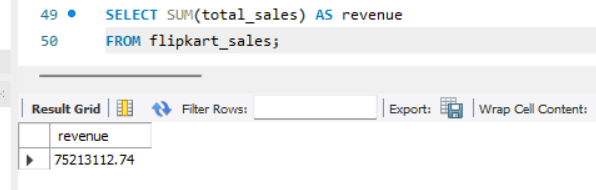 49 SELECT SUM(total_sales) AS revenue
50 FROM flipkart_sales;
Result Grid Filter Rows: Export: Wrap Cell Content:
revenue
75213112.74